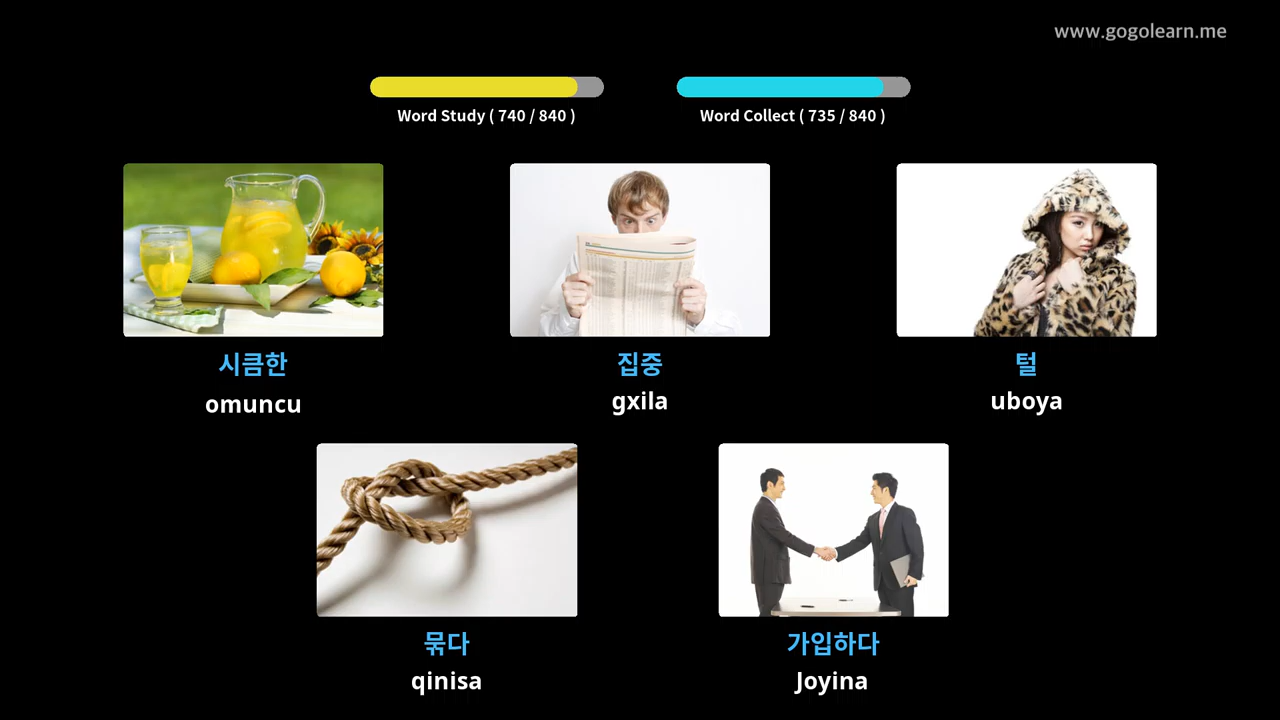 www.gogolearn.me
Word Study ( 740 / 840 )
Word Collect ( 735 / 840 )
시큼한
omuncu
집중
gxila
털
uboya
묶다
qinisa
가입하다
Joyina